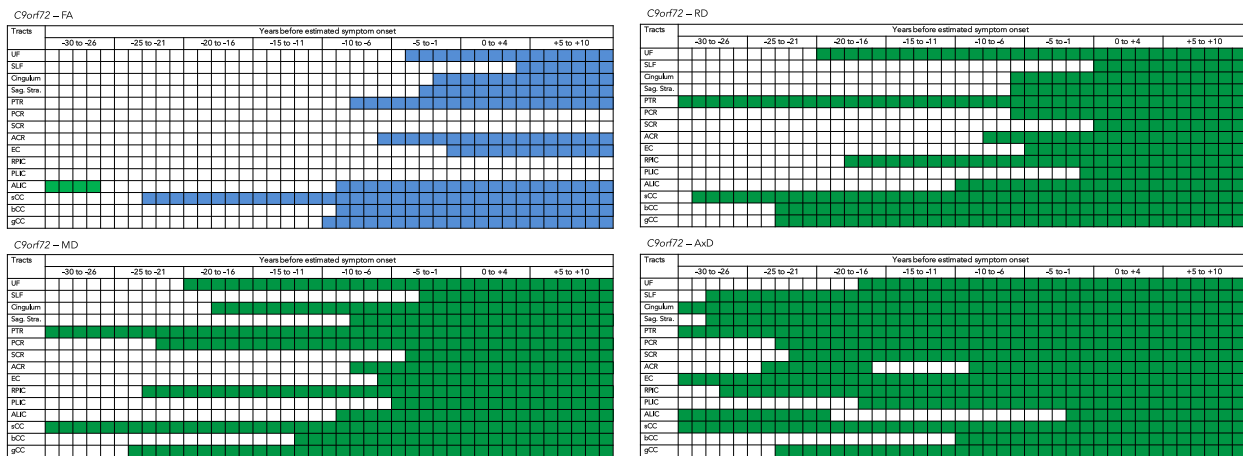 C9orf72 – FA
Tracts Years before estimated symptom onset
-30 to -26 -25 to -21 -20 to -16 -15 to -11 -10 to -6 -5 to -1 0 to +4 +5 to +10
UF
SLF
Cingulum
Sag. Stra.
PTR
PCR
SCR
ACR
EC
RPIC
PLIC
ALIC
sCC
bCC
gCC
C9orf72 – RD
Tracts Years before estimated symptom onset
-30 to -26 -25 to -21 -20 to -16 -15 to -11 -10 to -6 -5 to -1 0 to +4 +5 to +10
UF
SLF
Cingulum
Sag. Stra.
PTR
PCR
SCR
ACR
EC
RPIC
PLIC
ALIC
sCC
bCC
gCC
C9orf72 – MD
Tracts Years before estimated symptom onset
-30 to -26 -25 to -21 -20 to -16 -15 to -11 -10 to -6 -5 to -1 0 to +4 +5 to +10
UF
SLF
Cingulum
Sag. Stra.
PTR
PCR
SCR
ACR
EC
RPIC
PLIC
ALIC
sCC
bCC
gCC
C9orf72 – AxD
Tracts Years before estimated symptom onset
-30 to -26 -25 to -21 -20 to -16 -15 to -11 -10 to -6 -5 to -1 0 to +4 +5 to +10
UF
SLF
Cingulum
Sag. Stra.
PTR
PCR
SCR
ACR
EC
RPIC
PLIC
ALIC
sCC
bCC
gCC